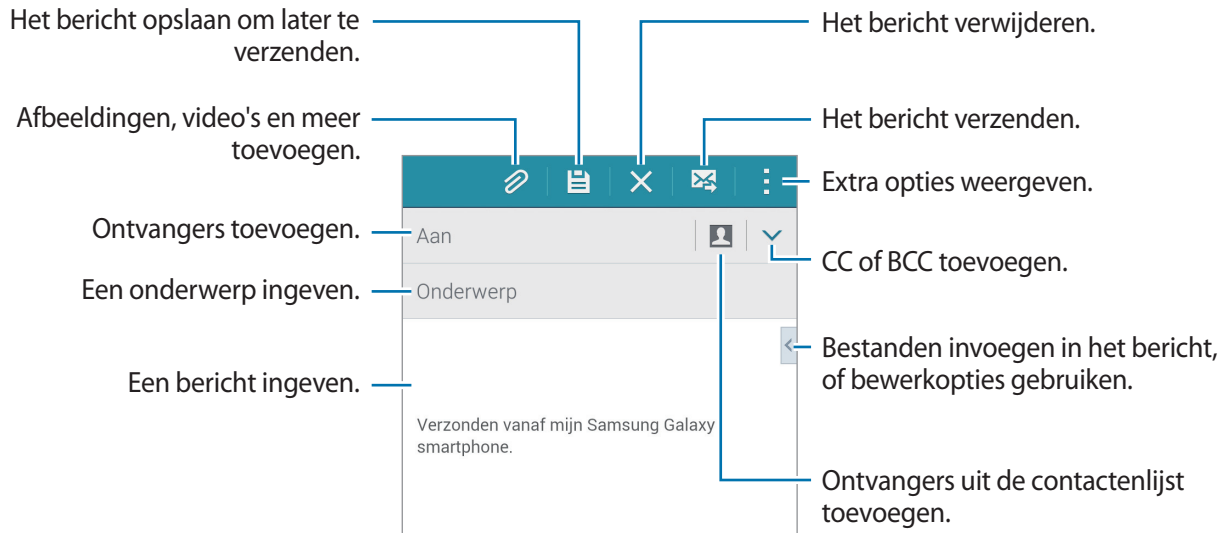 Het bericht opslaan om later te
verzenden.
Afbeeldingen, video's en meer
toevoegen.
Ontvangers toevoegen.
Een onderwerp ingeven.
Een bericht ingeven.
Aan
Onderwerp
Verzonden vanaf mijn Samsung Galaxy
smartphone.
Het bericht verwijderen.
Het bericht verzenden.
Extra opties weergeven.
CC of BCC toevoegen.
Bestanden invoegen in het bericht,
of bewerkopties gebruiken.
Ontvangers uit de contactenlijst
toevoegen.